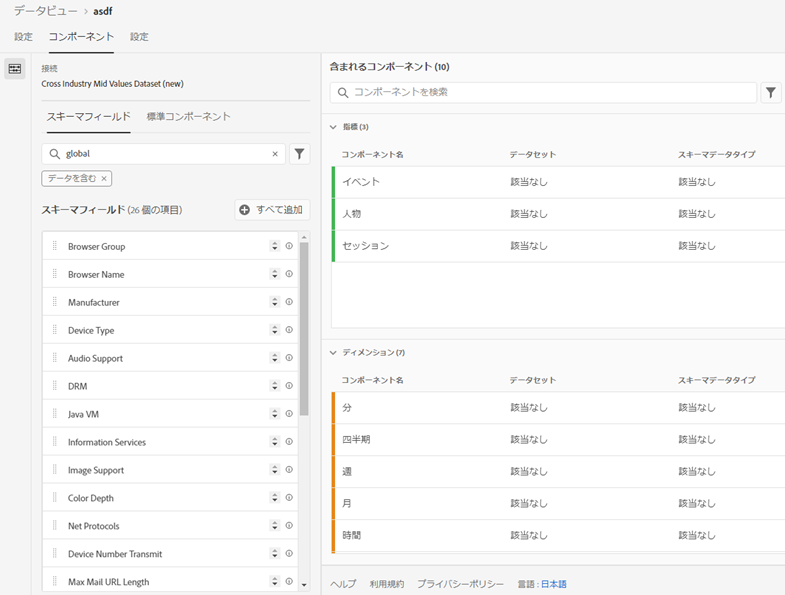 データビュー > asdf
設定 コンポーネント 設定
接続
Cross Industry Mid Values Dataset (new)
スキーマフィールド 標準コンポーネント
global
データを含む ×
スキーマフィールド (26 個の項目) すべて追加
Browser Group
Browser Name
Manufacturer
Device Type
Audio Support
DRM
Java VM
Information Services
Image Support
Color Depth
Net Protocols
Device Number Transmit
Max Mail URL Length
含まれるコンポーネント (10)
コンポーネントを検索
指標 (3)
コンポーネント名 データセット スキーマデータタイプ
イベント 該当なし 該当なし
人物 該当なし 該当なし
セッション 該当なし 該当なし
ディメンション (7)
コンポーネント名 データセット スキーマデータタイプ
分 該当なし 該当なし
四半期 該当なし 該当なし
週 該当なし 該当なし
月 該当なし 該当なし
時間 該当なし 該当なし
ヘルプ 利用規約 プライバシーポリシー 言語 : 日本語